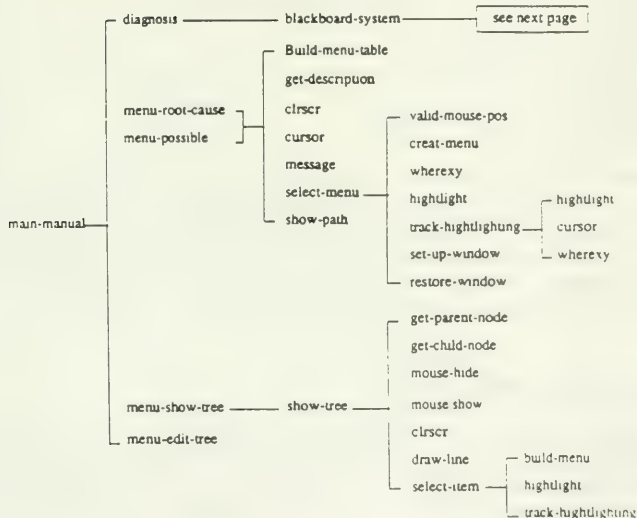 diagnosis blackboard-system see next page
Build-menu-table
get-description
menu-root-cause clrscr valid-mouse-pos
menu-possible cursor creat-menu
message wherexy
select-menu hightlight hightlight
main-manual show-path track-hightlighting cursor
set-up-window wherexy
restore-window
get-parent-node
get-child-node
mouse-hide
menu-show-tree show-tree mouse show
clrscr
menu-edit-tree
draw-line build-menu
select-item hightlight
track-hightlighting